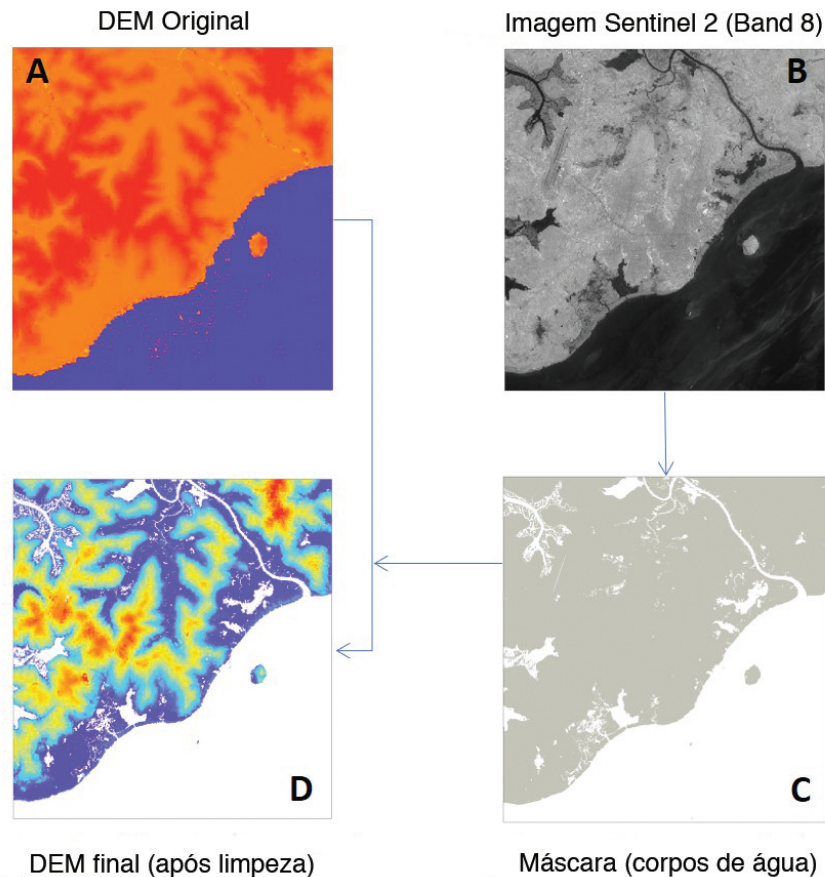 DEM Original
Imagem Sentinel 2 (Band 8)
A
B
D
C
DEM final (após limpeza)
Máscara (corpos de água)